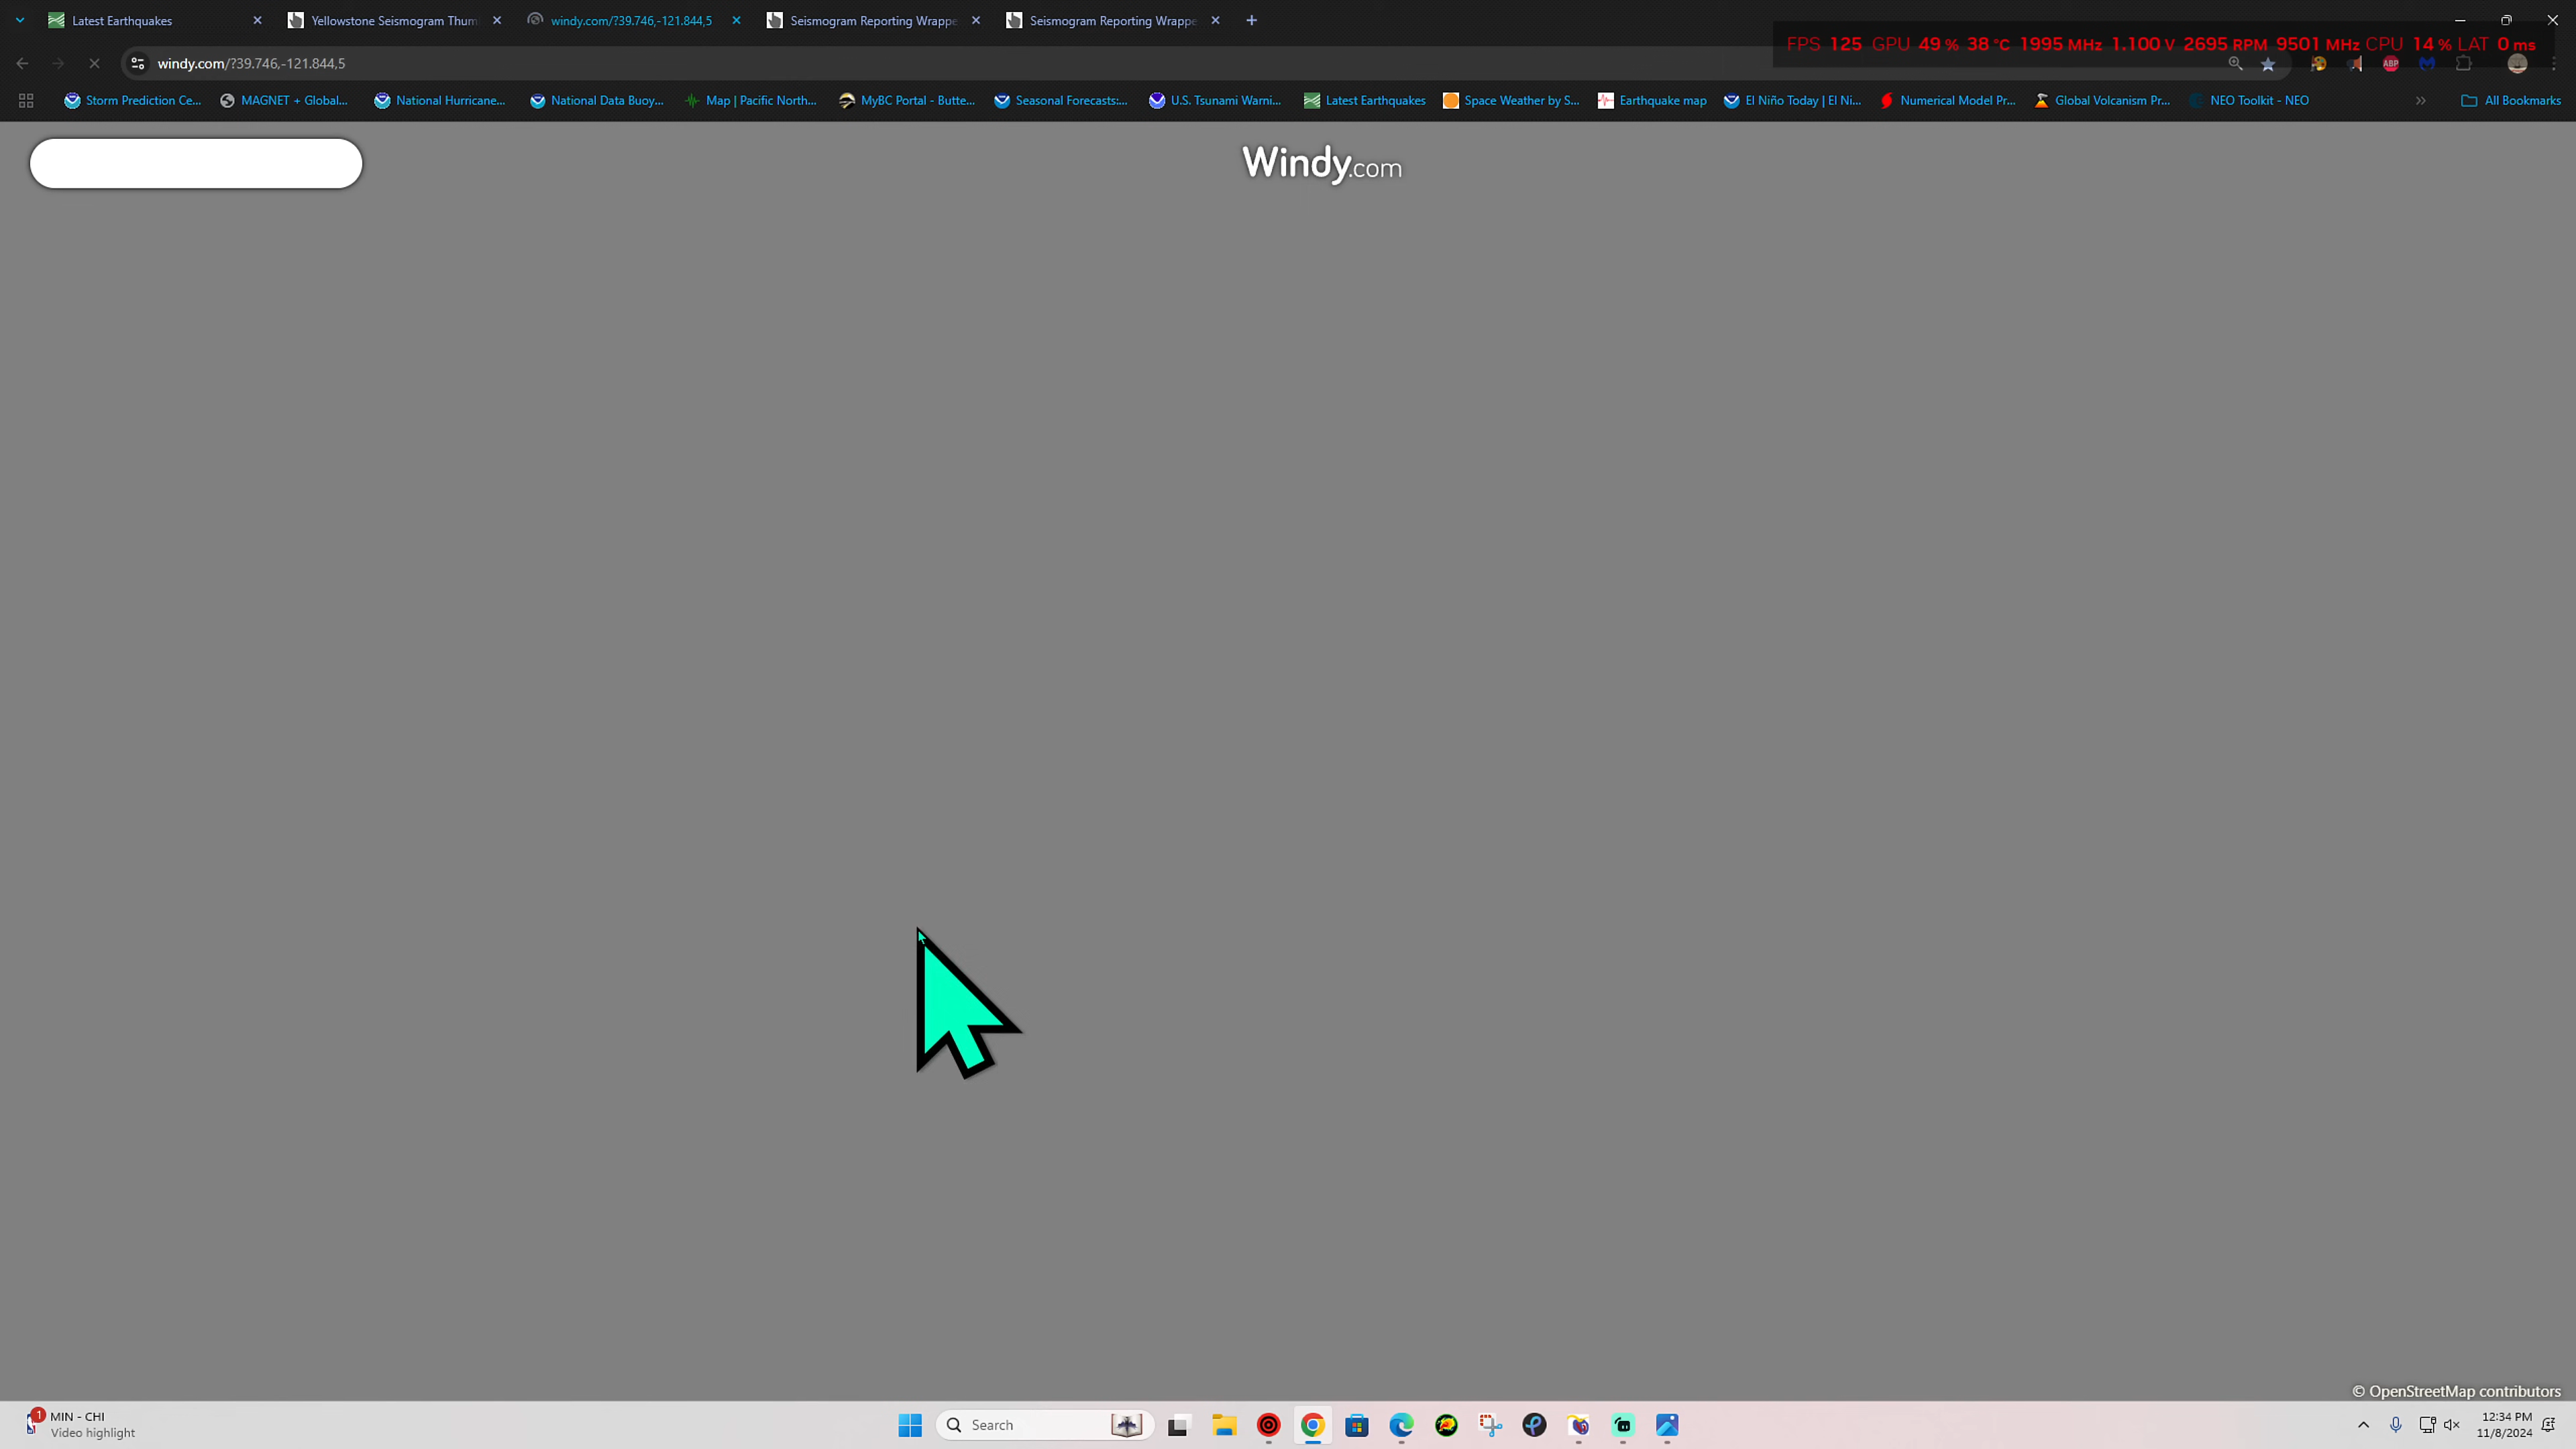 Latest Earthquakes
Yellowstone Seismogram Thum
windy.com/?39.746,-121.844,5
Seismogram Reporting Wrappe
Seismogram Reporting Wrappe
FPS 125 GPU 49 % 38 °C 1995 MHz 1.100 V 2695 RPM 9501 MHz CPU 14 % LAT 0 ms
windy.com/?39.746,-121.844,5
ABP
Storm Prediction Ce...
MAGNET + Global...
National Hurricane...
National Data Buoy...
Map | Pacific North...
MyBC Portal - Butte...
Seasonal Forecasts:...
U.S. Tsunami Warni...
Latest Earthquakes
Space Weather by S...
Earthquake map
El Niño Today | El Ni...
Numerical Model Pr...
Global Volcanism Pr...
NEO Toolkit - NEO
All Bookmarks
Windy.com
© OpenStreetMap contributors
1
MIN - CHI
Video highlight
Search
12:34 PM
11/8/2024